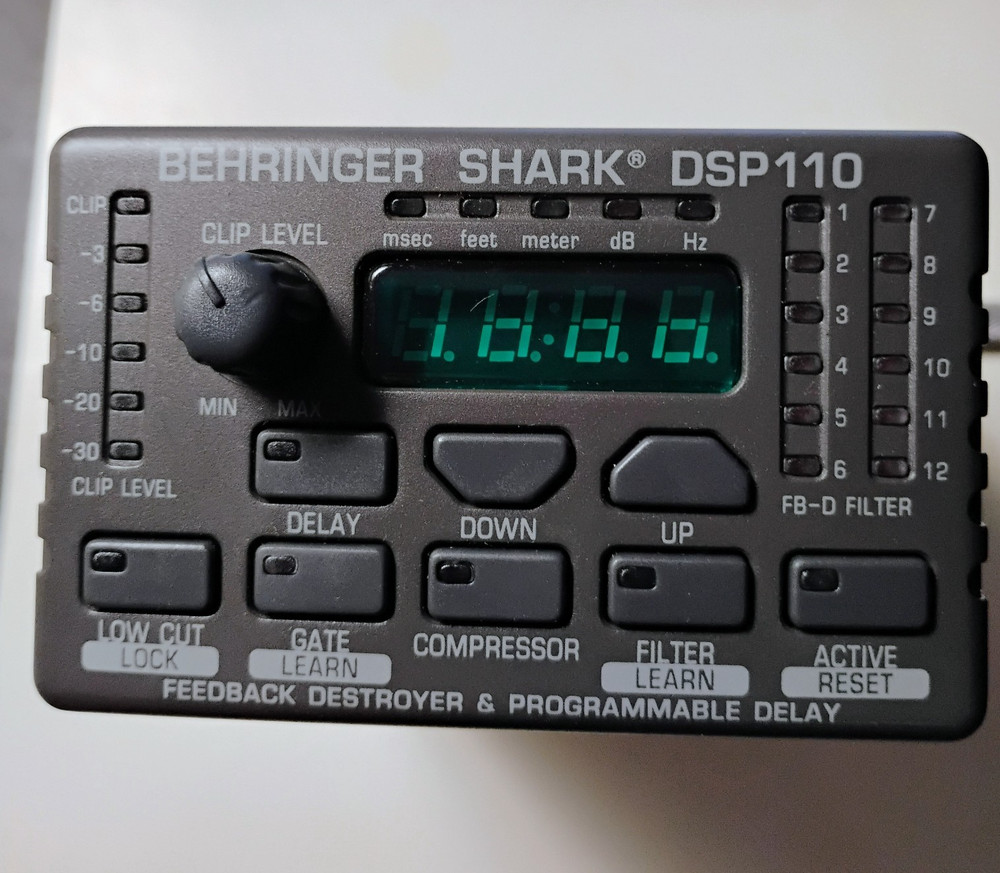 BEHRINGER SHARK® DSP110
CLIP
-3
-6
-10
-20
-30
CLIP LEVEL
CLIP LEVEL
MIN MAX
msec feet meter dB Hz
18:8.8.
1 7
2 8
3 9
4 10
5 11
6 12
FB-D FILTER
DELAY DOWN UP
LOW CUT GATE COMPRESSOR FILTER ACTIVE
LOCK LEARN LEARN RESET
FEEDBACK DESTROYER & PROGRAMMABLE DELAY